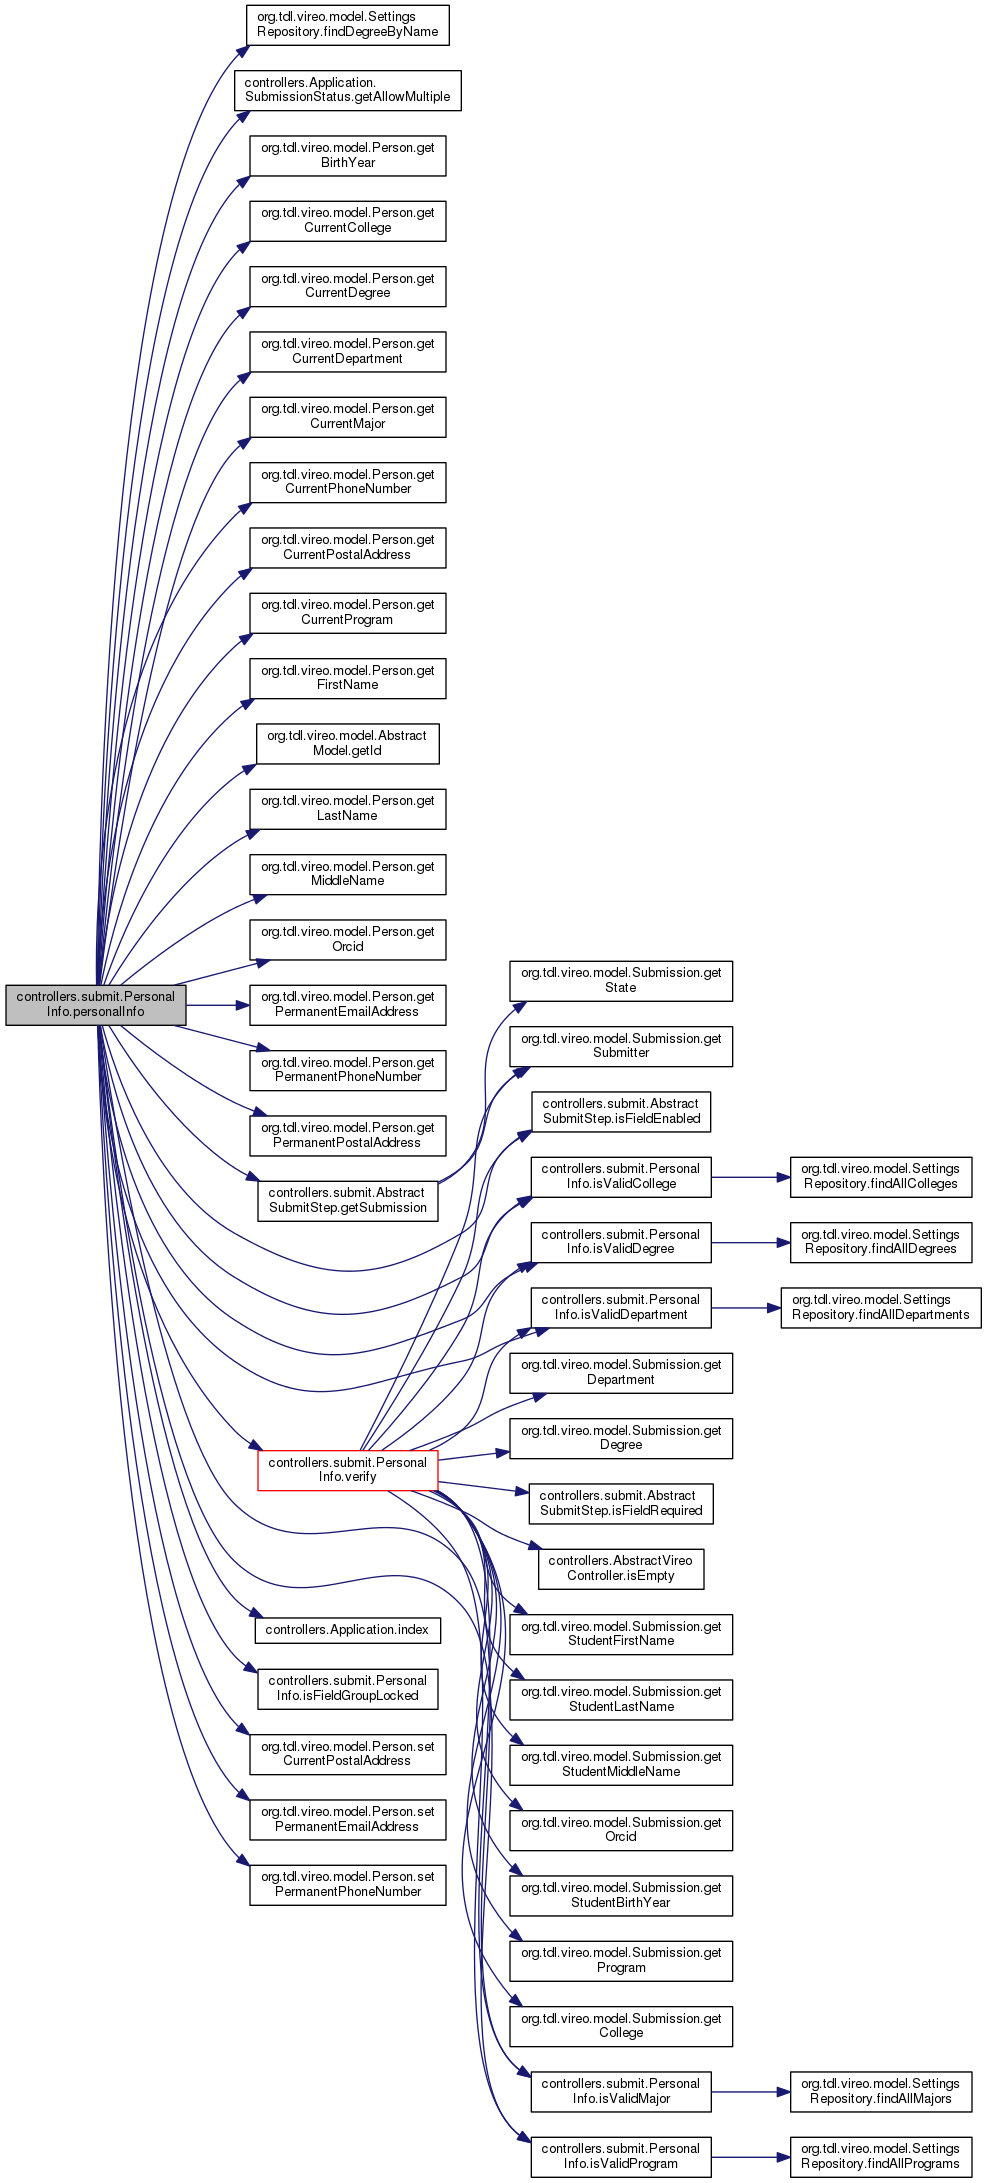 org.tdl.vireo.model.Settings
Repository.findDegreeByName
controllers.Application.
SubmissionStatus.getAllowMultiple
org.tdl.vireo.model.Person.get
BirthYear
org.tdl.vireo.model.Person.get
CurrentCollege
org.tdl.vireo.model.Person.get
CurrentDegree
org.tdl.vireo.model.Person.get
CurrentDepartment
org.tdl.vireo.model.Person.get
CurrentMajor
org.tdl.vireo.model.Person.get
CurrentPhoneNumber
org.tdl.vireo.model.Person.get
CurrentPostalAddress
org.tdl.vireo.model.Person.get
CurrentProgram
org.tdl.vireo.model.Person.get
FirstName
org.tdl.vireo.model.Abstract
Model.getId
org.tdl.vireo.model.Person.get
LastName
org.tdl.vireo.model.Person.get
MiddleName
org.tdl.vireo.model.Person.get
Orcid
controllers.submit.Personal
Info.personalInfo
org.tdl.vireo.model.Person.get
PermanentEmailAddress
org.tdl.vireo.model.Person.get
PermanentPhoneNumber
org.tdl.vireo.model.Person.get
PermanentPostalAddress
controllers.submit.Abstract
SubmitStep.getSubmission
controllers.submit.Personal
Info.verify
controllers.Application.index
controllers.submit.Personal
Info.isFieldGroupLocked
org.tdl.vireo.model.Person.set
CurrentPostalAddress
org.tdl.vireo.model.Person.set
PermanentEmailAddress
org.tdl.vireo.model.Person.set
PermanentPhoneNumber
org.tdl.vireo.model.Submission.get
State
org.tdl.vireo.model.Submission.get
Submitter
controllers.submit.Abstract
SubmitStep.isFieldEnabled
controllers.submit.Personal
Info.isValidCollege
org.tdl.vireo.model.Settings
Repository.findAllColleges
controllers.submit.Personal
Info.isValidDegree
org.tdl.vireo.model.Settings
Repository.findAllDegrees
controllers.submit.Personal
Info.isValidDepartment
org.tdl.vireo.model.Settings
Repository.findAllDepartments
org.tdl.vireo.model.Submission.get
Department
org.tdl.vireo.model.Submission.get
Degree
controllers.submit.Abstract
SubmitStep.isFieldRequired
controllers.AbstractVireo
Controller.isEmpty
org.tdl.vireo.model.Submission.get
StudentFirstName
org.tdl.vireo.model.Submission.get
StudentLastName
org.tdl.vireo.model.Submission.get
StudentMiddleName
org.tdl.vireo.model.Submission.get
Orcid
org.tdl.vireo.model.Submission.get
StudentBirthYear
org.tdl.vireo.model.Submission.get
Program
org.tdl.vireo.model.Submission.get
College
controllers.submit.Personal
Info.isValidMajor
org.tdl.vireo.model.Settings
Repository.findAllMajors
controllers.submit.Personal
Info.isValidProgram
org.tdl.vireo.model.Settings
Repository.findAllPrograms